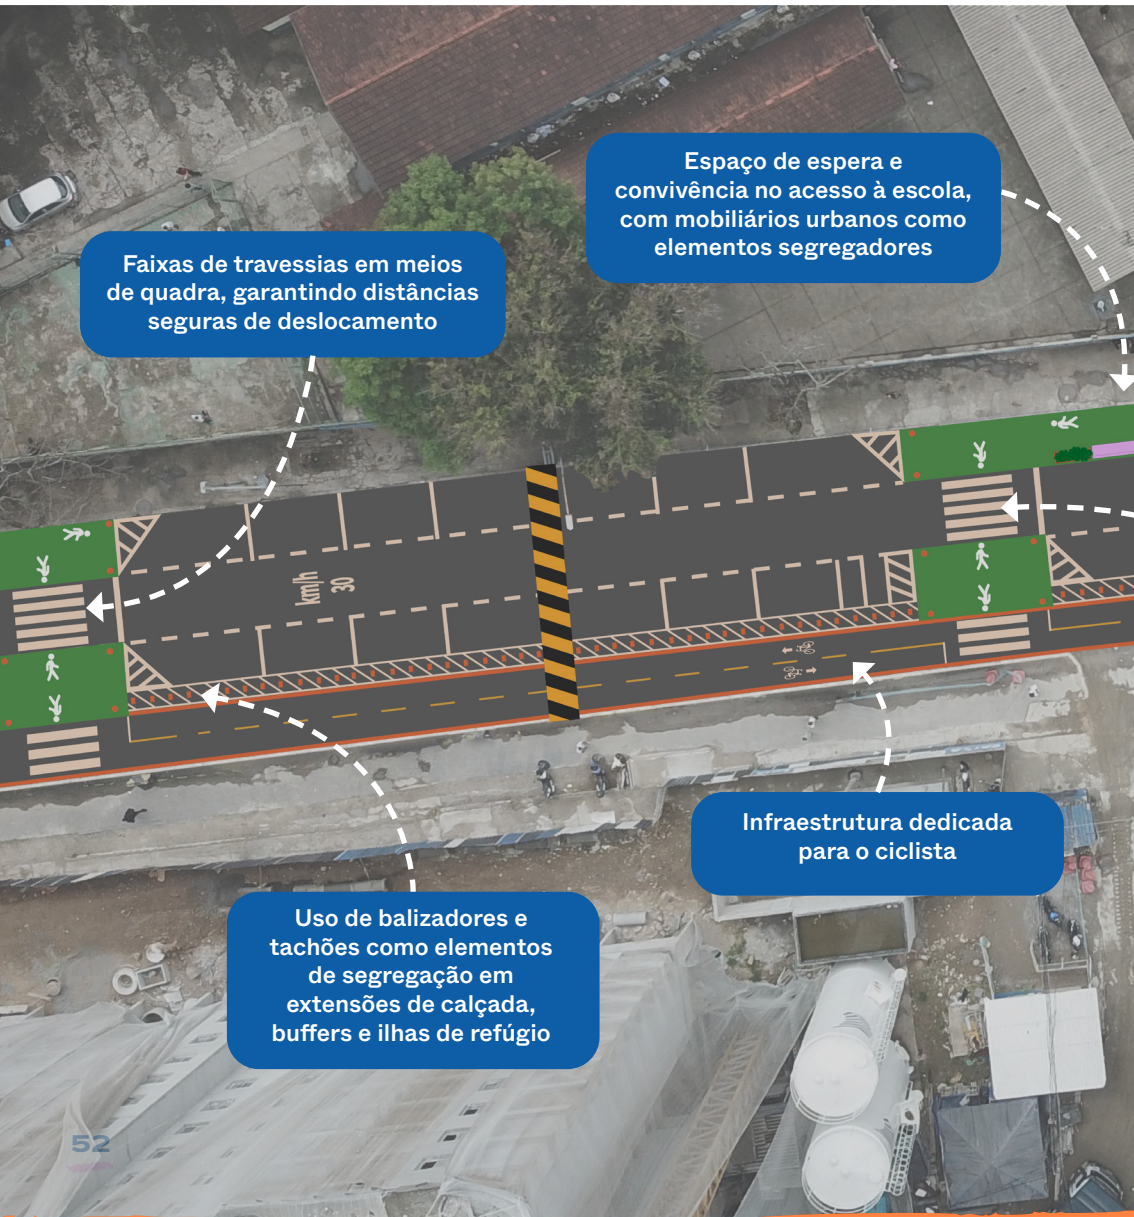 Espaço de espera e
convivência no acesso à escola,
com mobiliários urbanos como
elementos segregadores
Faixas de travessias em meios
de quadra, garantindo distâncias
seguras de deslocamento
km/h
30
Infraestrutura dedicada
para o ciclista
Uso de balizadores e
tachões como elementos
de segregação em
extensões de calçada,
buffers e ilhas de refúgio
52